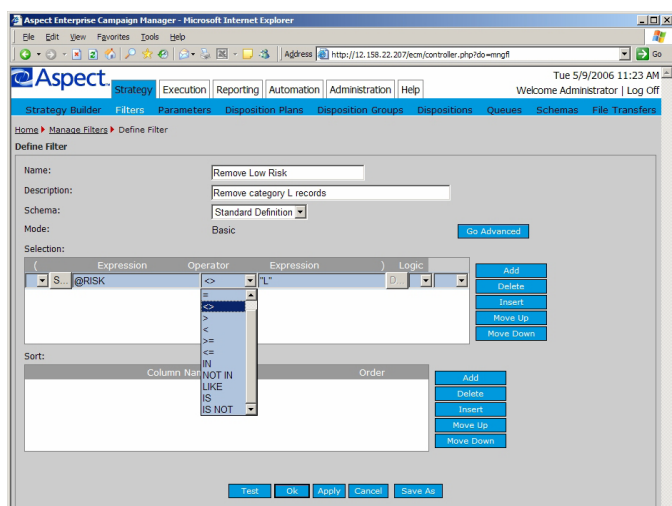 Aspect Enterprise Campaign Manager - Microsoft Internet Explorer
File Edit View Favorites Tools Help
Address http://12.158.22.207/ecm/controller.php?do=mngfl Go
Aspect Tue 5/9/2006 11:23 AM
Strategy Execution Reporting Automation Administration Help Welcome Administrator | Log Off
Strategy Builder Filters Parameters Disposition Plans Disposition Groups Dispositions Queues Schemas File Transfers
Home Manage Filters Define Filter
Define Filter
Name: Remove Low Risk
Description: Remove category L records
Schema: Standard Definition
Mode: Basic Go Advanced
Selection:
( Expression Operator Expression ) Logic
S... @RISK <> "L" D...
Add
Delete
Insert
Move Up
Move Down
=
<>
>
<
>=
<=
IN
NOT IN
LIKE
IS
IS NOT
Sort:
Column Nam Order
Add
Delete
Insert
Move Up
Move Down
Test Ok Apply Cancel Save As